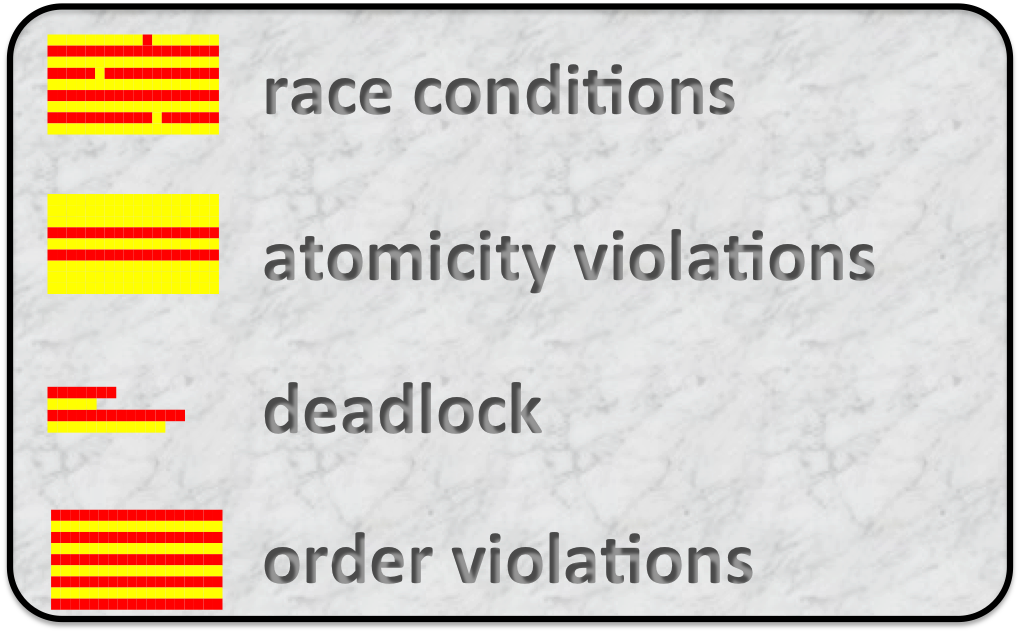 race conditions
atomicity violations
deadlock
order violations